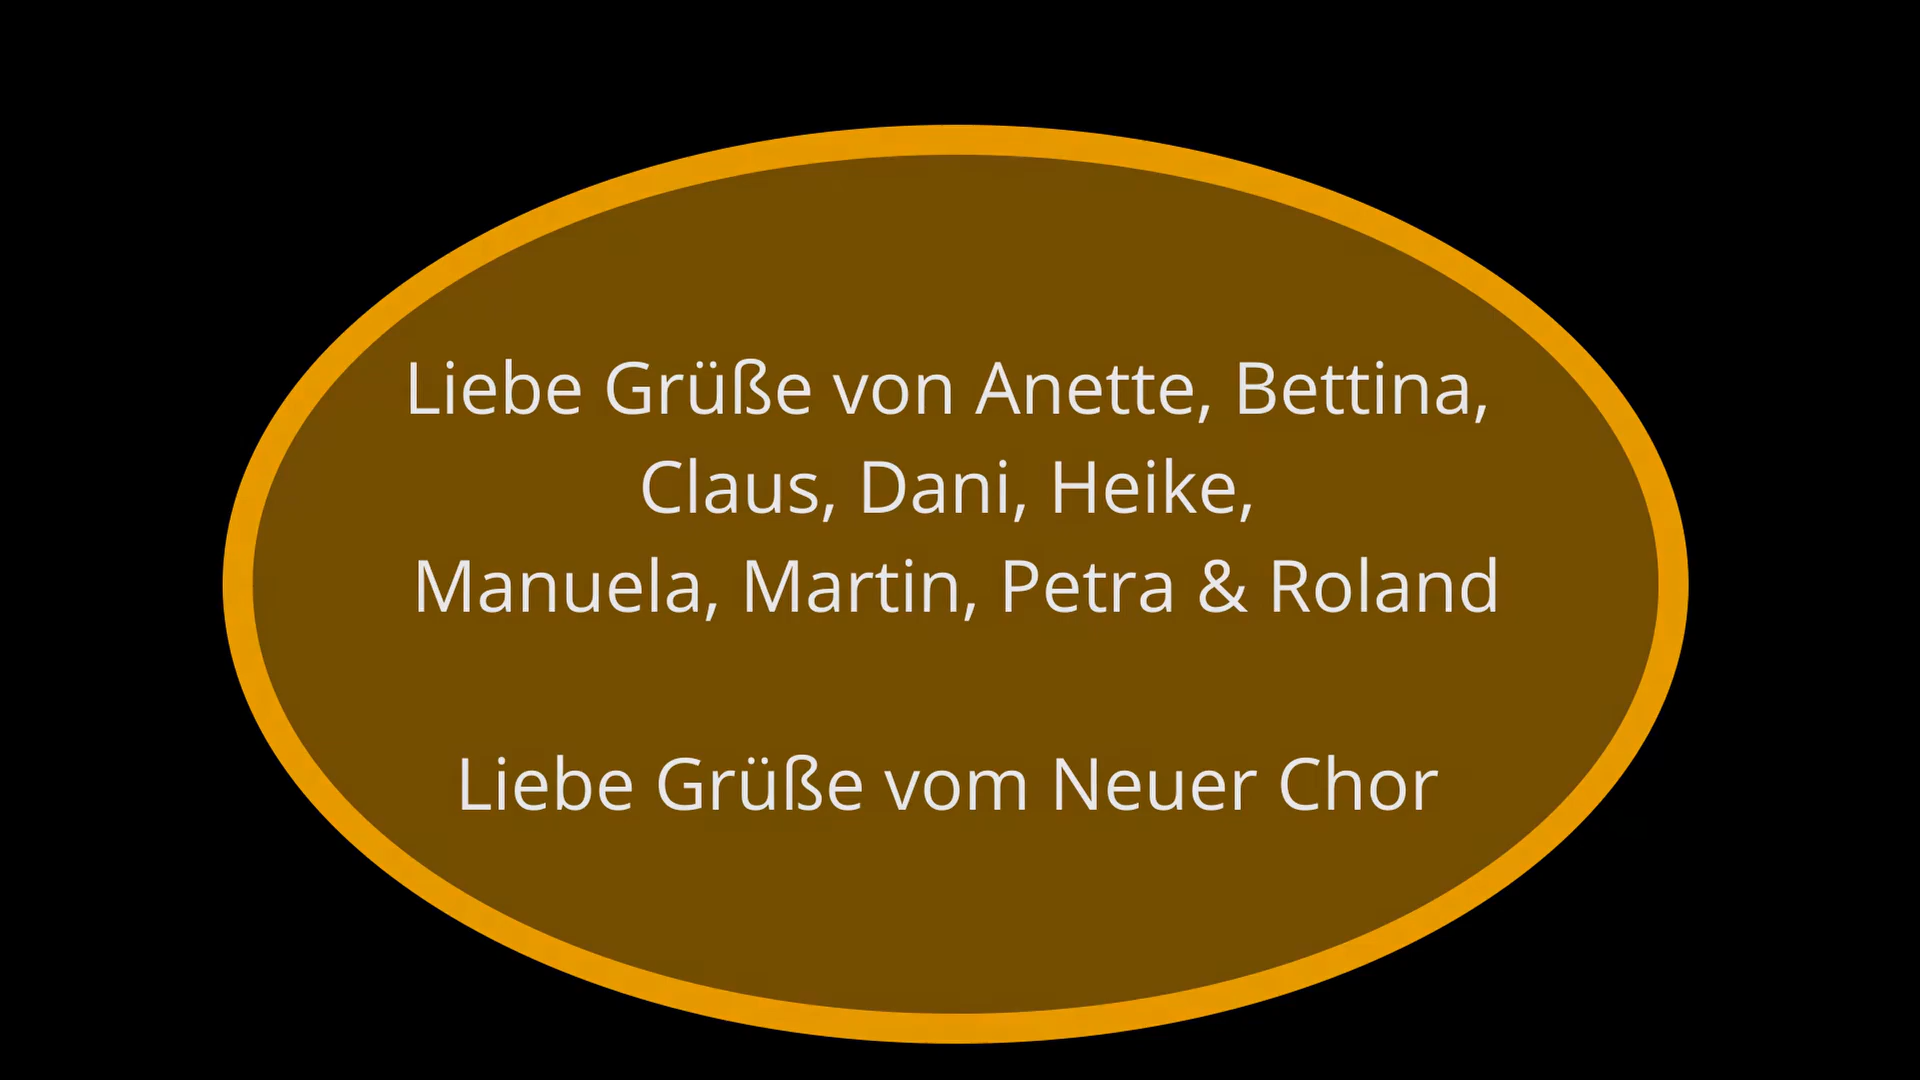 Liebe Grüße von Anette, Bettina,
Claus, Dani, Heike,
Manuela, Martin, Petra & Roland
Liebe Grüße vom Neuer Chor